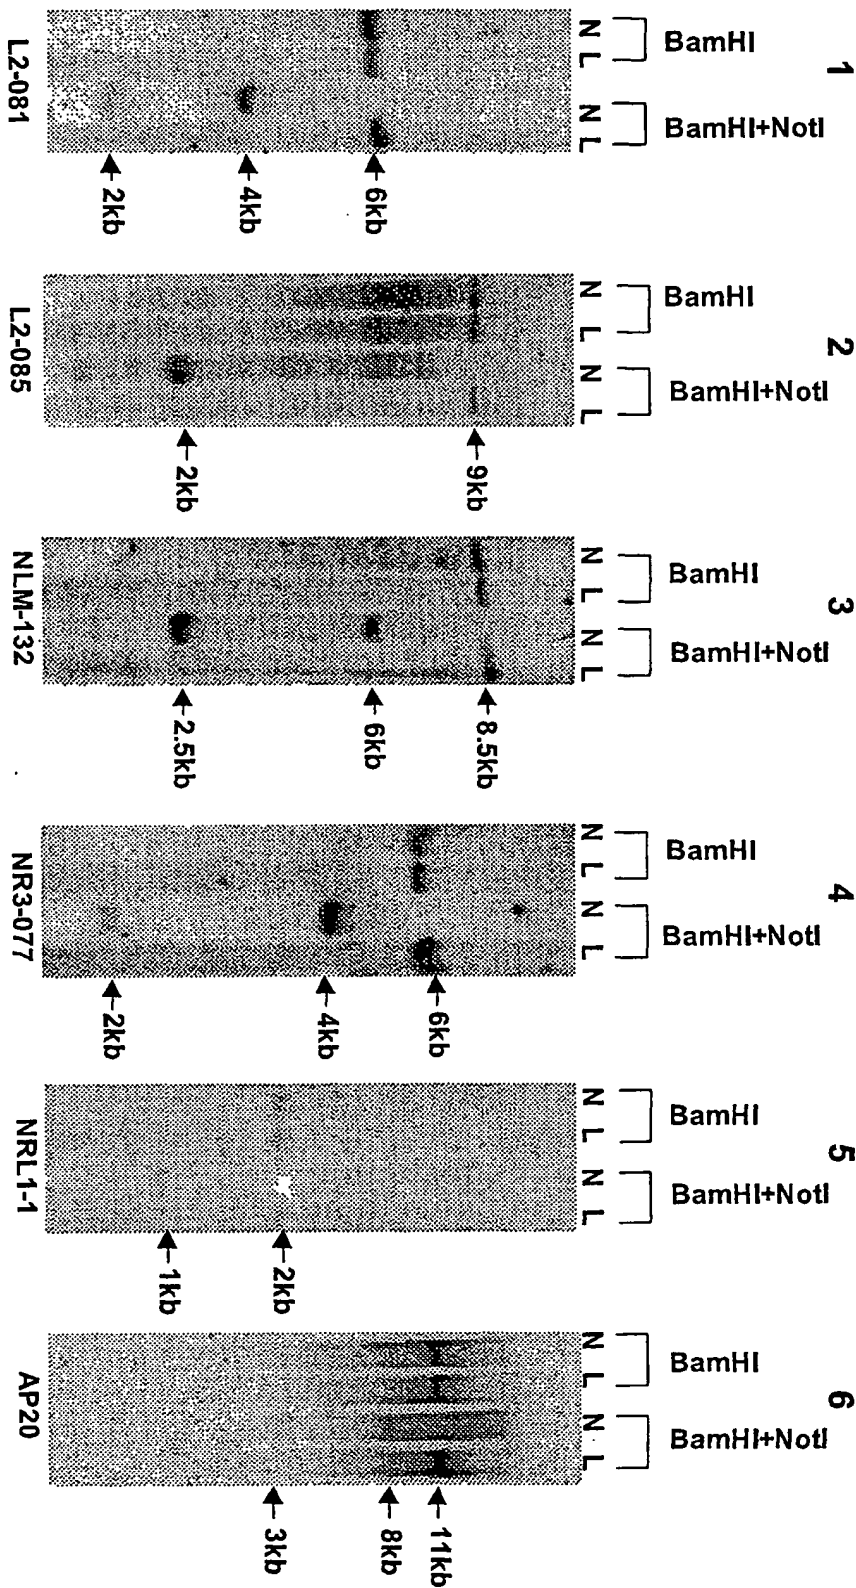 1
BamHI
BamHI+NotI
N L N L
6kb
4kb
2kb
L2-081
2
BamHI
BamHI+NotI
N L N L
9kb
2kb
L2-085
3
BamHI
BamHI+NotI
N L N L
8.5kb
6kb
2.5kb
NLM-132
4
BamHI
BamHI+NotI
N L N L
6kb
4kb
2kb
NR3-077
5
BamHI
BamHI+NotI
N L N L
2kb
1kb
NRL1-1
6
BamHI
BamHI+NotI
N L N L
11kb
8kb
3kb
AP20